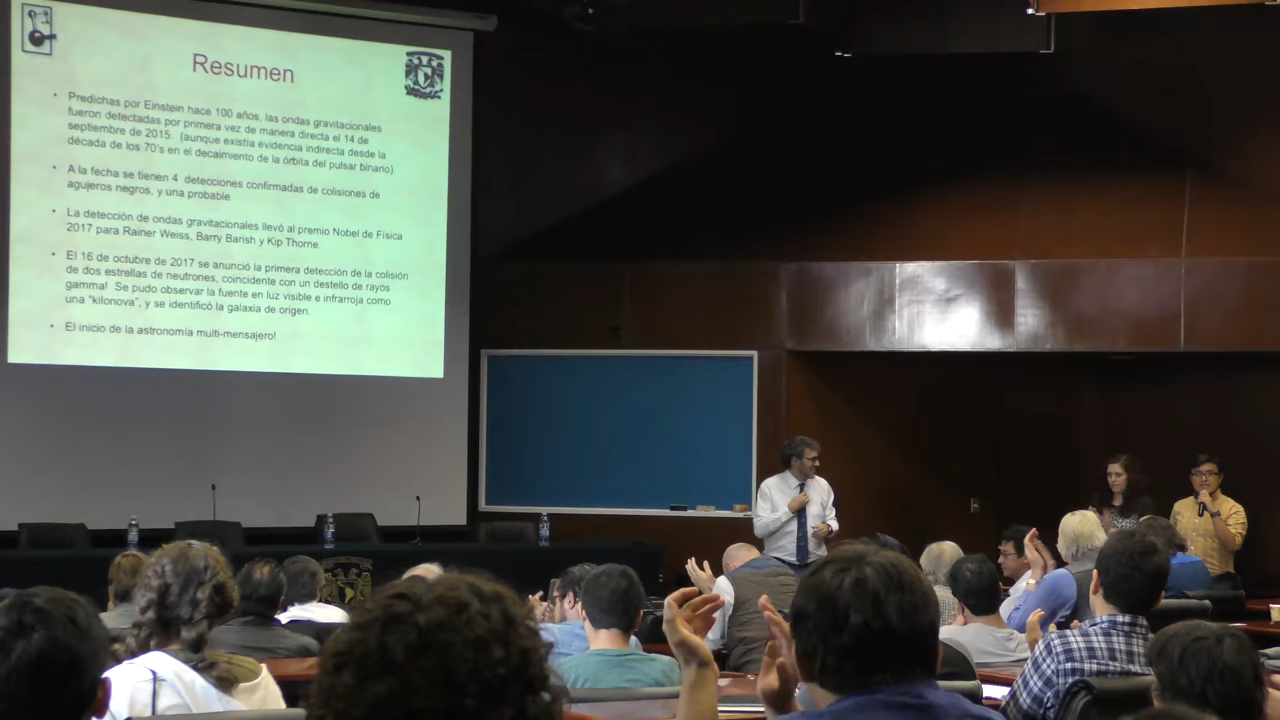 Resumen
• Predichas por Einstein hace 100 años, las ondas gravitacionales
fueron detectadas por primera vez de manera directa el 14 de
septiembre de 2015. (aunque existía evidencia indirecta desde la
década de los 70's en el decaimiento de la órbita del pulsar binario).
• A la fecha se tienen 4 detecciones confirmadas de colisiones de
agujeros negros, y una probable.
• La detección de ondas gravitacionales llevó al premio Nobel de Física
2017 para Rainer Weiss, Barry Barish y Kip Thorne.
• El 16 de octubre de 2017 se anunció la primera detección de la colisión
de dos estrellas de neutrones, coincidente con un destello de rayos
gamma! Se pudo observar la fuente en luz visible e infrarroja como
una "kilonova", y se identificó la galaxia de origen.
• El inicio de la astronomía multi-mensajero!